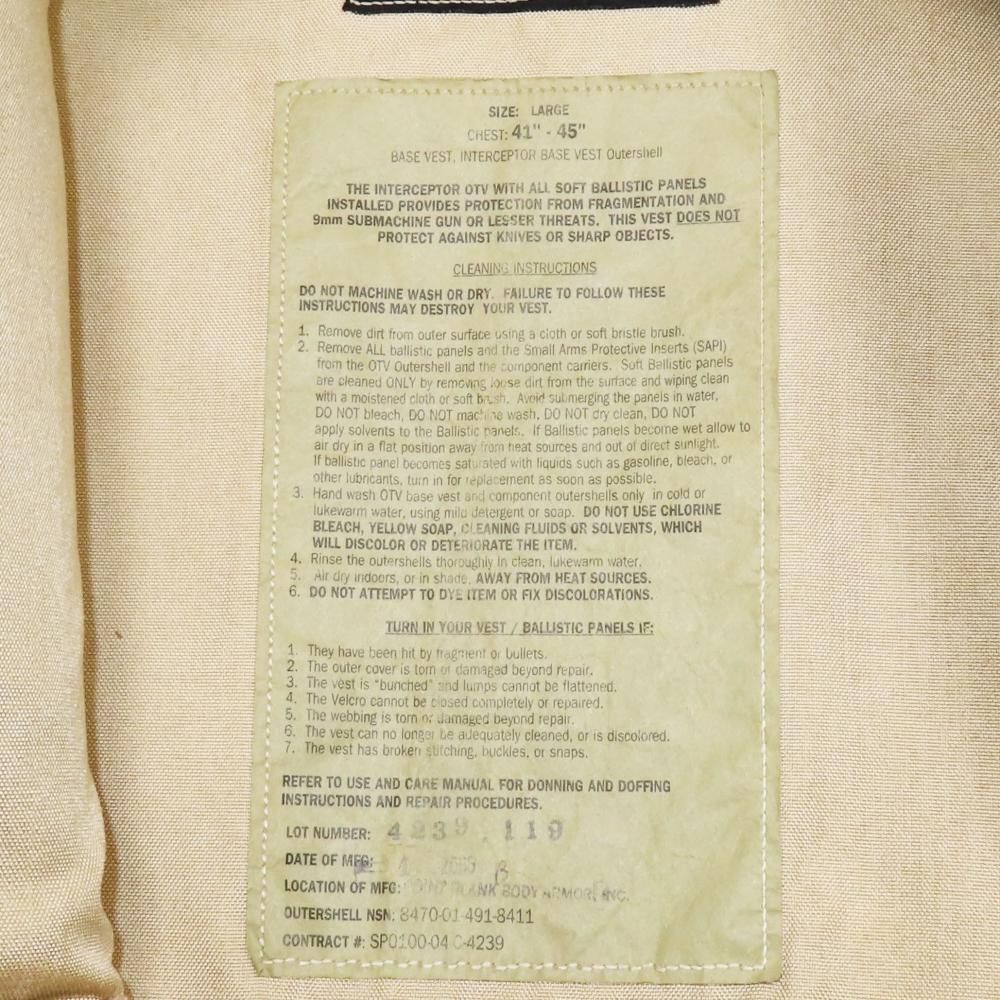 SIZE: LARGE
CHEST: 41" - 45"
BASE VEST, INTERCEPTOR BASE VEST Outershell
THE INTERCEPTOR OTV WITH ALL SOFT BALLISTIC PANELS
INSTALLED PROVIDES PROTECTION FROM FRAGMENTATION AND
9mm SUBMACHINE GUN OR LESSER THREATS. THIS VEST DOES NOT
PROTECT AGAINST KNIVES OR SHARP OBJECTS.
CLEANING INSTRUCTIONS
DO NOT MACHINE WASH OR DRY. FAILURE TO FOLLOW THESE
INSTRUCTIONS MAY DESTROY YOUR VEST.
1. Remove dirt from outer surface using a cloth or soft bristle brush.
2. Remove ALL ballistic panels and the Small Arms Protective Inserts (SAPI)
from the OTV Outershell and the component carriers. Soft Ballistic panels
are cleaned ONLY by removing loose dirt from the surface and wiping clean
with a moistened cloth or soft brush. Avoid submerging the panels in water,
DO NOT bleach, DO NOT machine wash, DO NOT dry clean, DO NOT
apply solvents to the Ballistic panels. If Ballistic panels become wet allow to
air dry in a flat position away from heat sources and out of direct sunlight.
If ballistic panel becomes saturated with liquids such as gasoline, bleach, or
other lubricants, turn in for replacement as soon as possible.
3. Hand wash OTV base vest and component outershells only in cold or
lukewarm water, using mild detergent or soap. DO NOT USE CHLORINE
BLEACH, YELLOW SOAP, CLEANING FLUIDS OR SOLVENTS, WHICH
WILL DISCOLOR OR DETERIORATE THE ITEM.
4. Rinse the outershells thoroughly in clean, lukewarm water.
5. Air dry indoors, or in shade, AWAY FROM HEAT SOURCES.
6. DO NOT ATTEMPT TO DYE ITEM OR FIX DISCOLORATIONS.
TURN IN YOUR VEST / BALLISTIC PANELS IF:
1. They have been hit by fragment or bullets.
2. The outer cover is torn or damaged beyond repair.
3. The vest is "bunched" and lumps cannot be flattened.
4. The Velcro cannot be closed completely or repaired.
5. The webbing is torn or damaged beyond repair.
6. The vest can no longer be adequately cleaned, or is discolored.
7. The vest has broken stitching, buckles, or snaps.
REFER TO USE AND CARE MANUAL FOR DONNING AND DOFFING
INSTRUCTIONS AND REPAIR PROCEDURES.
LOT NUMBER: 4239 119
DATE OF MFG:
LOCATION OF MFG: POINT BLANK BODY ARMOR, INC.
OUTERSHELL NSN: 8470-01-491-8411
CONTRACT #: SP0100-04 C-4239